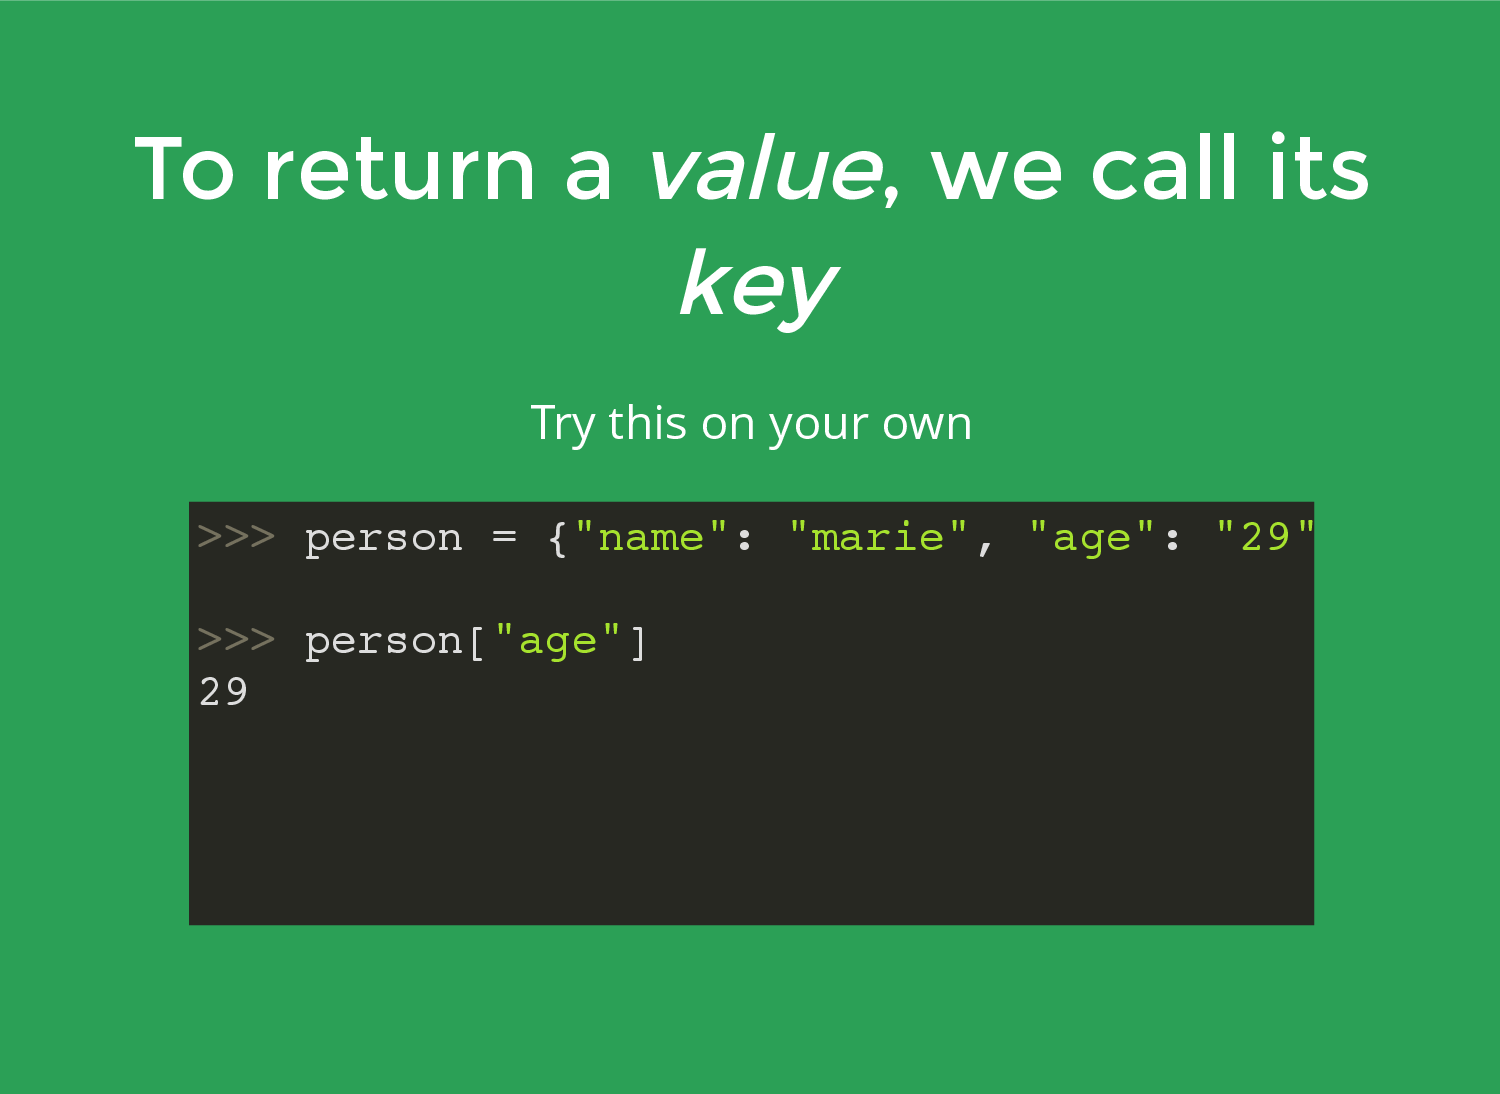 To return a value, we call its
key
Try this on your own
>>> person = {"name": "marie", "age": "29"
>>> person["age"]
29